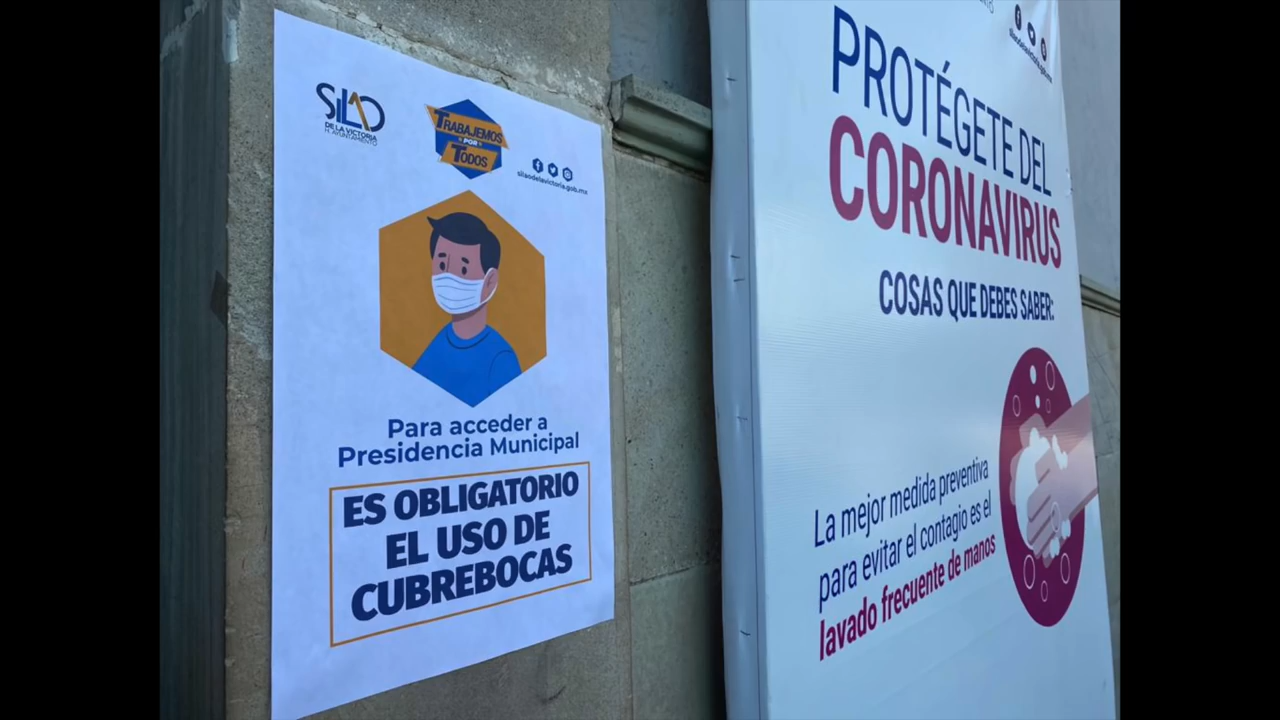 SILAO
DE LA VICTORIA
H. AYUNTAMIENTO
TRABAJEMOS
POR
TODOS
silaodelavictoria.gob.mx
Para acceder a
Presidencia Municipal
ES OBLIGATORIO
EL USO DE
CUBREBOCAS
PROTÉGETE DEL
CORONAVIRUS
COSAS QUE DEBES SABER:
La mejor medida preventiva
para evitar el contagio es el
lavado frecuente de manos